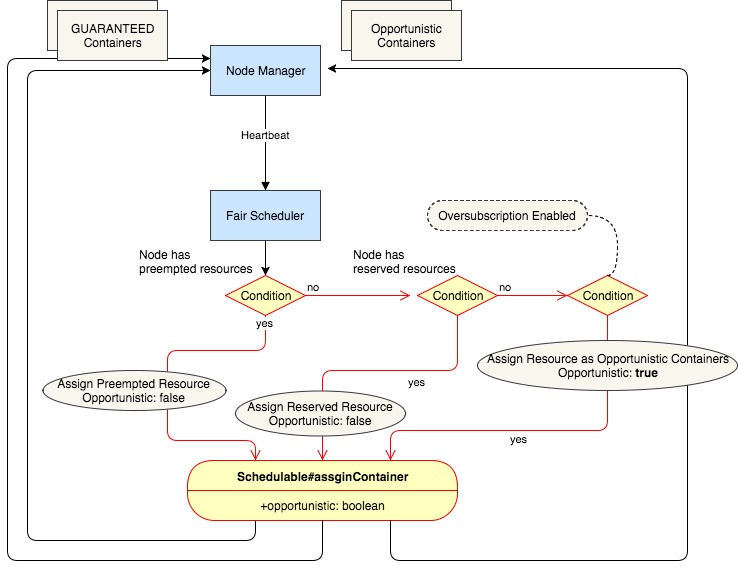 GUARANTEED
Containers
Opportunistic
Containers
Node Manager
Heartbeat
Fair Scheduler
Oversubscription Enabled
Node has
preempted resources
Node has
reserved resources
Condition
no
Condition
no
Condition
yes
Assign Resource as Opportunistic Containers
Opportunistic: true
Assign Preempted Resource
Opportunistic: false
yes
Assign Reserved Resource
Opportunistic: false
yes
Schedulable#assginContainer
+opportunistic: boolean